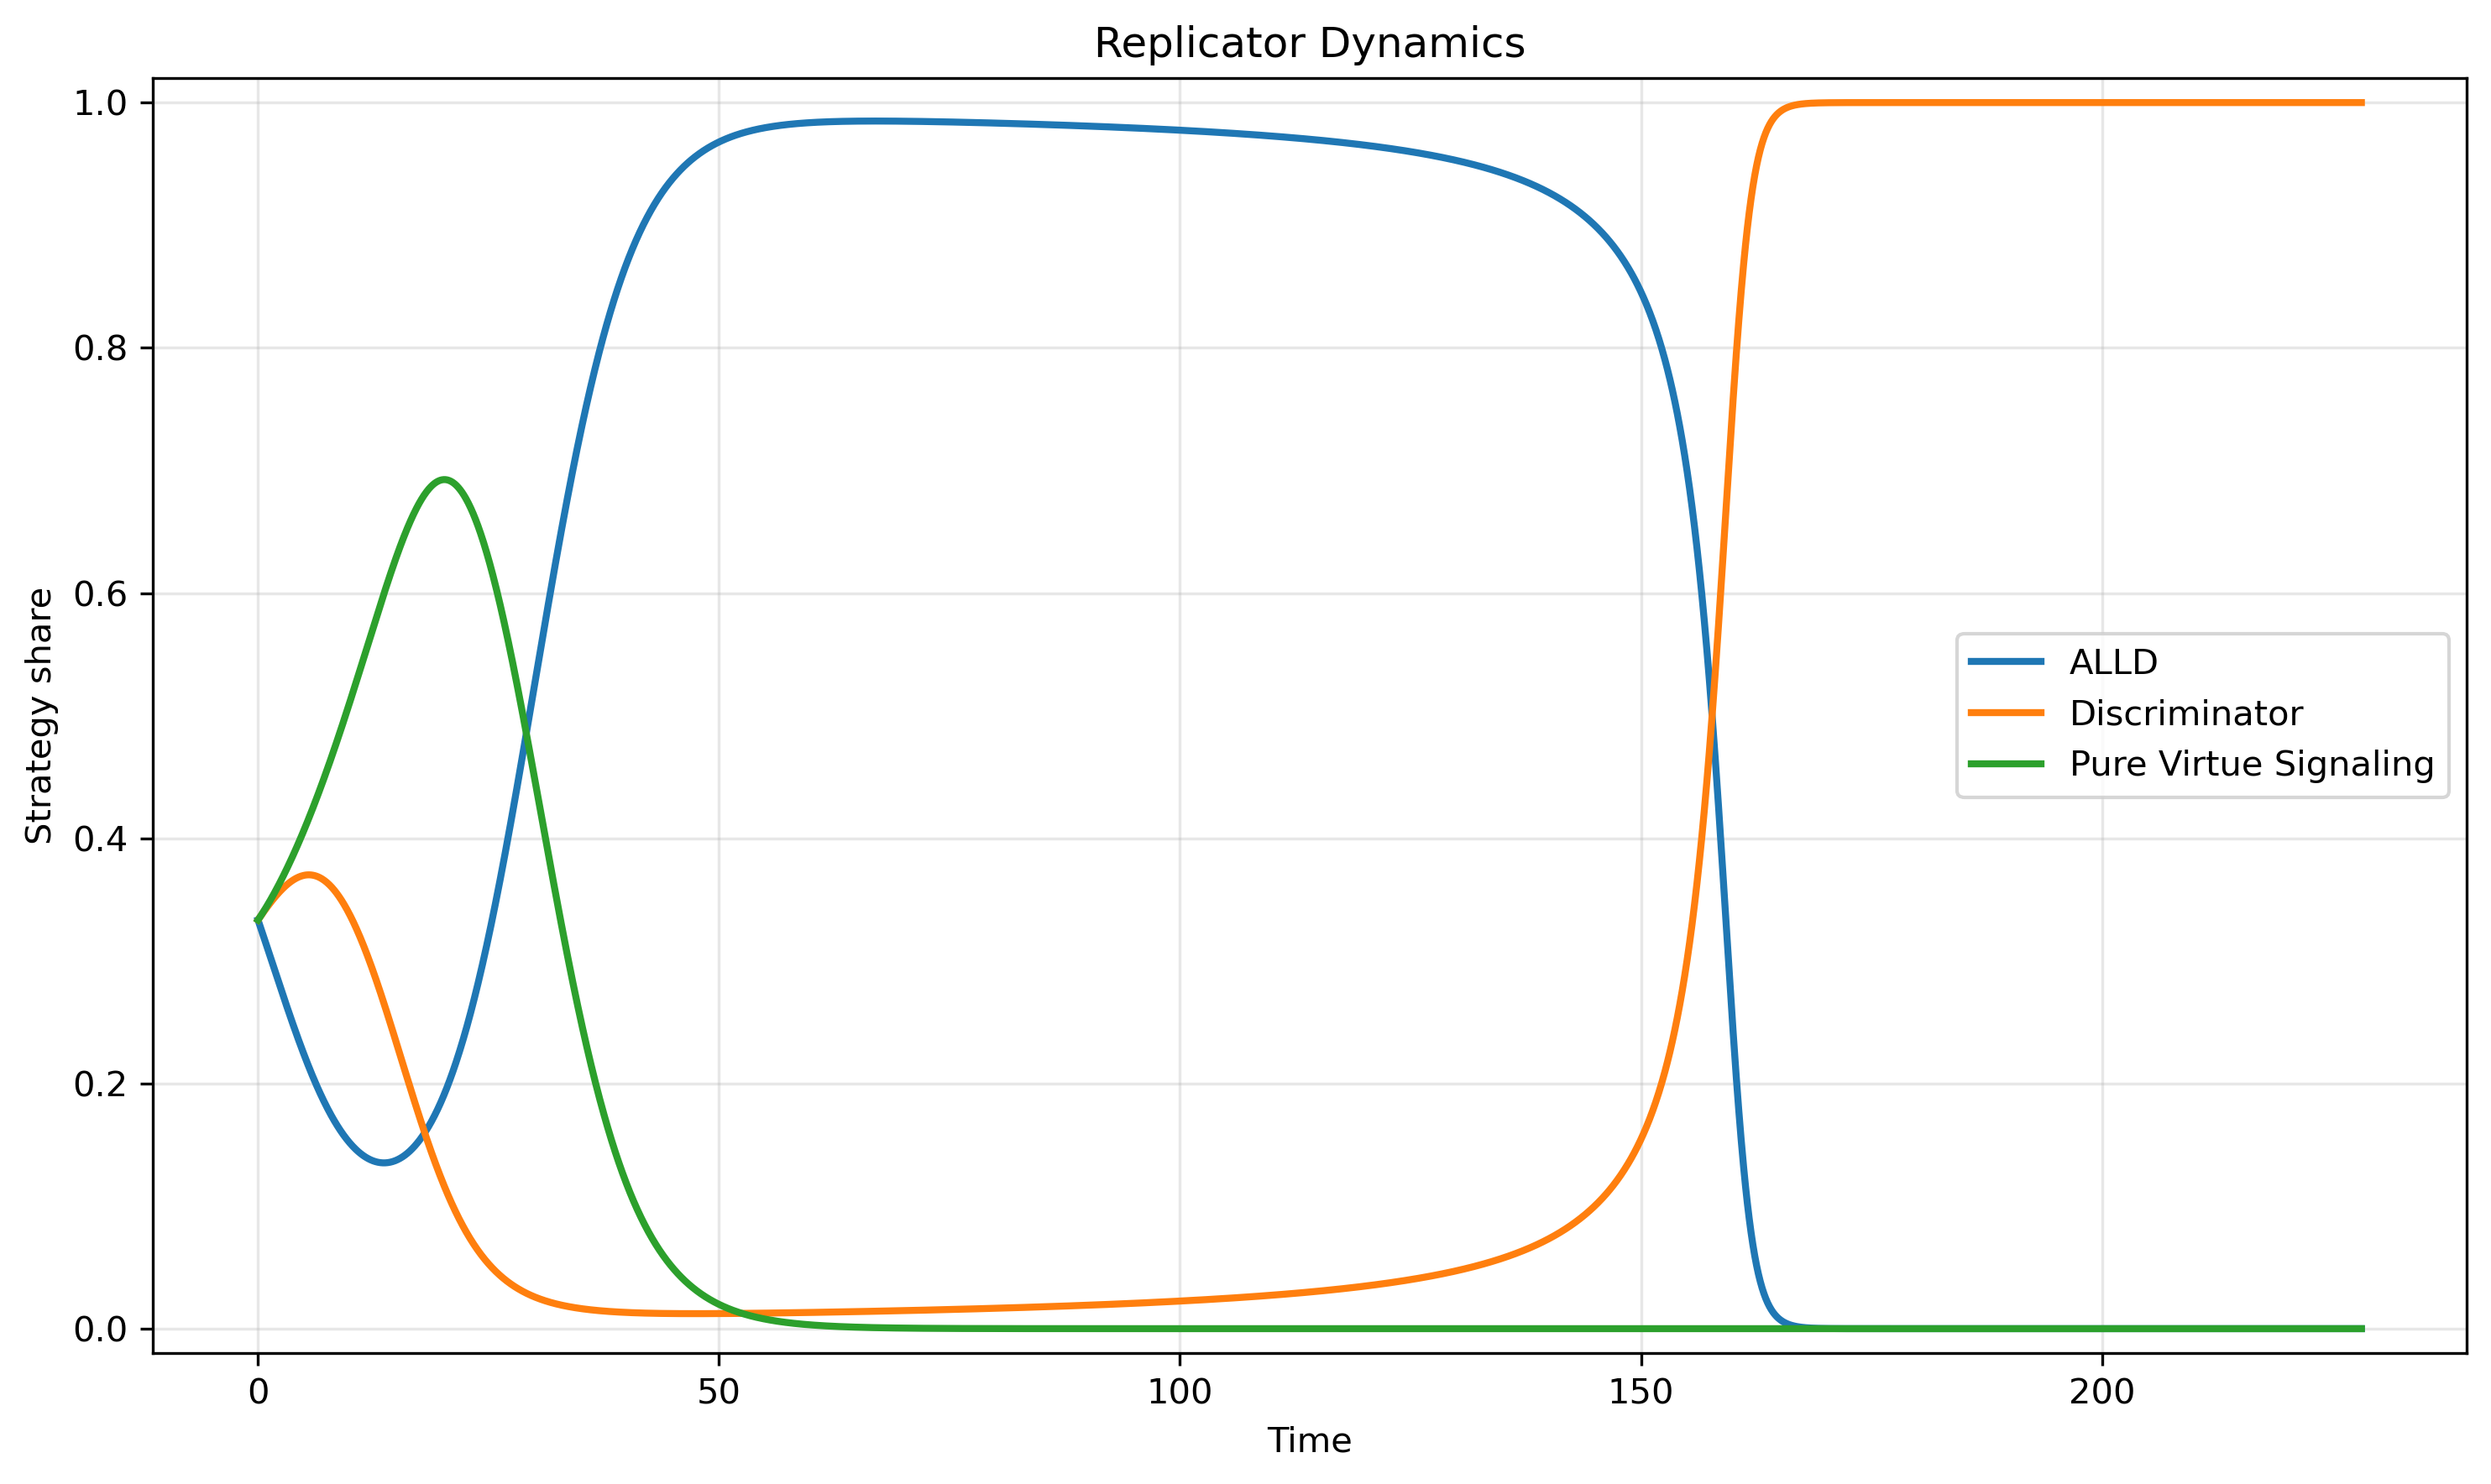 Replicator Dynamics
Strategy share
1.0
0.8
0.6
0.4
0.2
0.0
ALLD
Discriminator
Pure Virtue Signaling
0 50 100 150 200
Time